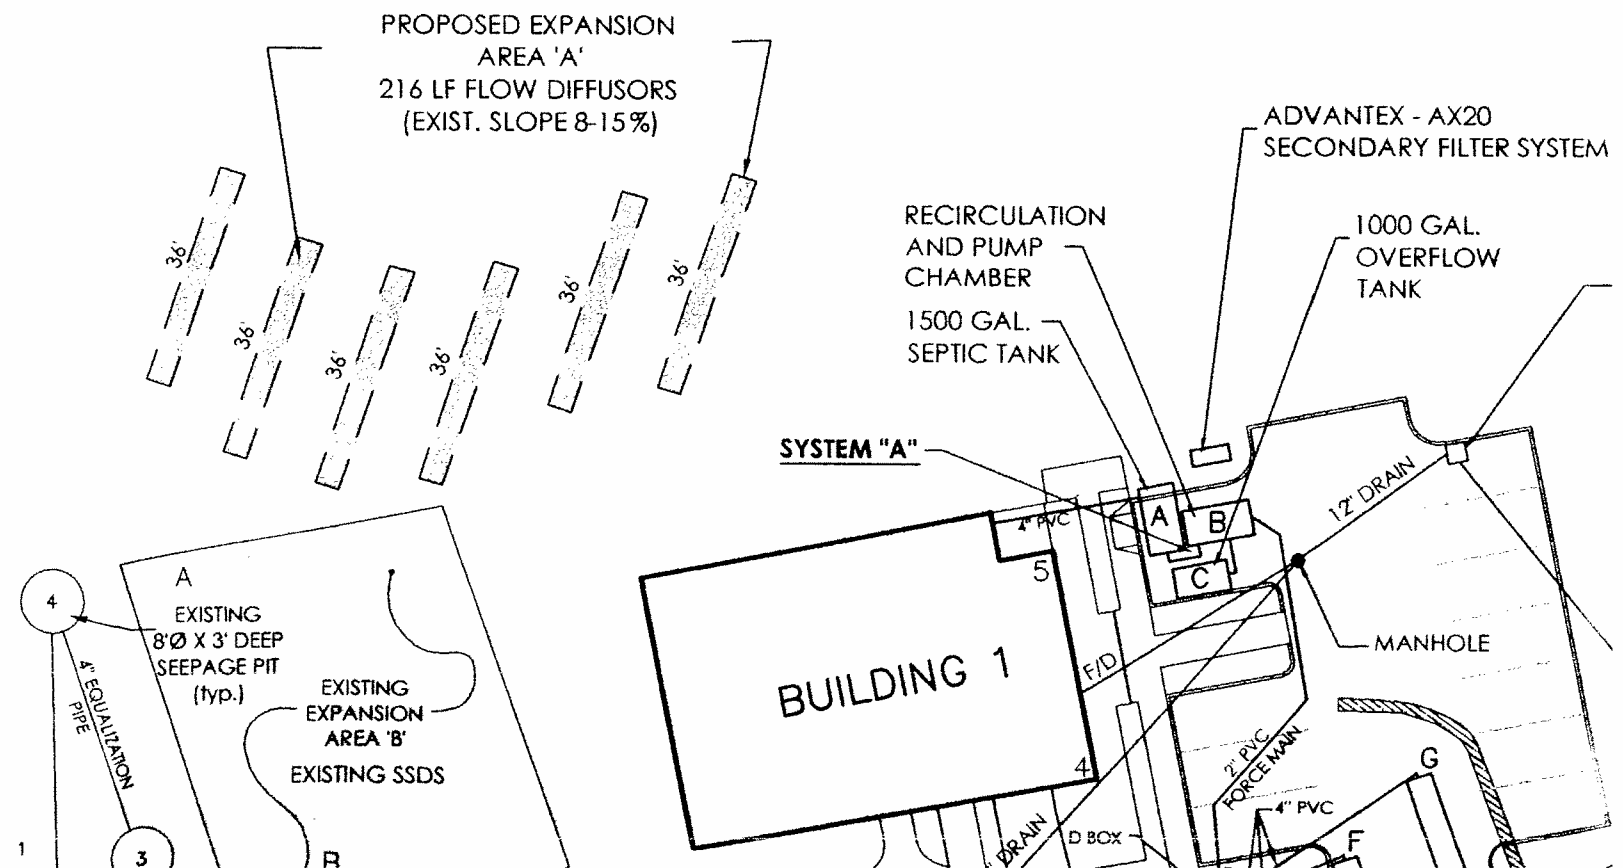 PROPOSED EXPANSION
AREA 'A'
216 LF FLOW DIFFUSORS
(EXIST. SLOPE 8-15%)
ADVANTEX - AX20
SECONDARY FILTER SYSTEM
RECIRCULATION
AND PUMP
CHAMBER
1000 GAL.
OVERFLOW
TANK
1500 GAL.
SEPTIC TANK
36'
36'
36'
36'
36'
36'
SYSTEM "A"
12" DRAIN
4" PVC
A
B
C
5
4
BUILDING 1
F/D
MANHOLE
A
4
EXISTING
8'Ø X 3' DEEP
SEEPAGE PIT
(typ.)
4" EQUALIZATION
PIPE
EXISTING
EXPANSION
AREA 'B'
EXISTING SSDS
2" PVC
FORCE MAIN
G
4" PVC
F
D BOX
DRAIN
1
3
B